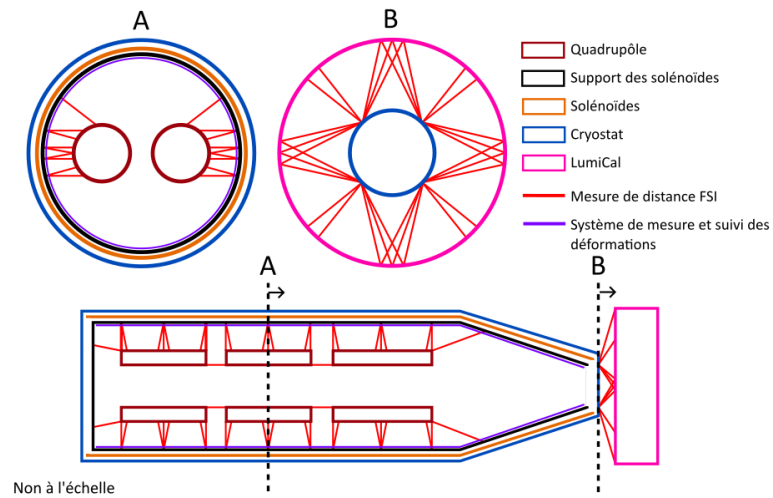 A
B
Quadrupôle
Support des solénoïdes
Solénoïdes
Cryostat
LumiCal
Mesure de distance FSI
Système de mesure et suivi des
déformations
A
B
Non à l'échelle